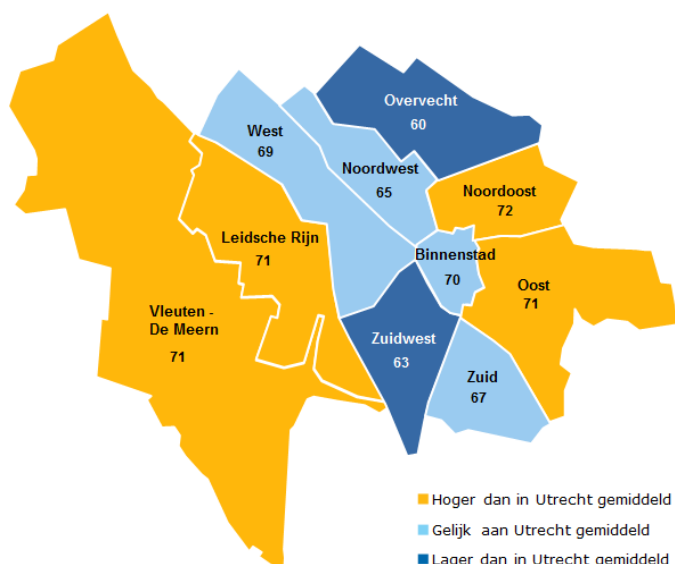 Overvecht
60
West
69
Noordwest
65
Noordoost
72
Leidsche Rijn
71
Binnenstad
70
Oost
71
Vleuten -
De Meern
71
Zuidwest
63
Zuid
67
Hoger dan in Utrecht gemiddeld
Gelijk aan Utrecht gemiddeld
Lager dan in Utrecht gemiddeld